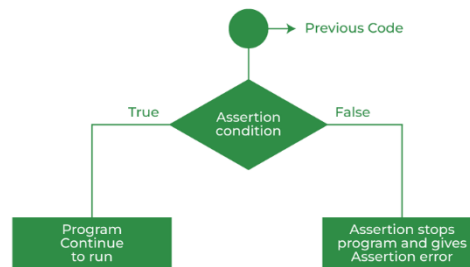 Previous Code
True
False
Assertion
condition
Program
Continue
to run
Assertion stops
program and gives
Assertion error